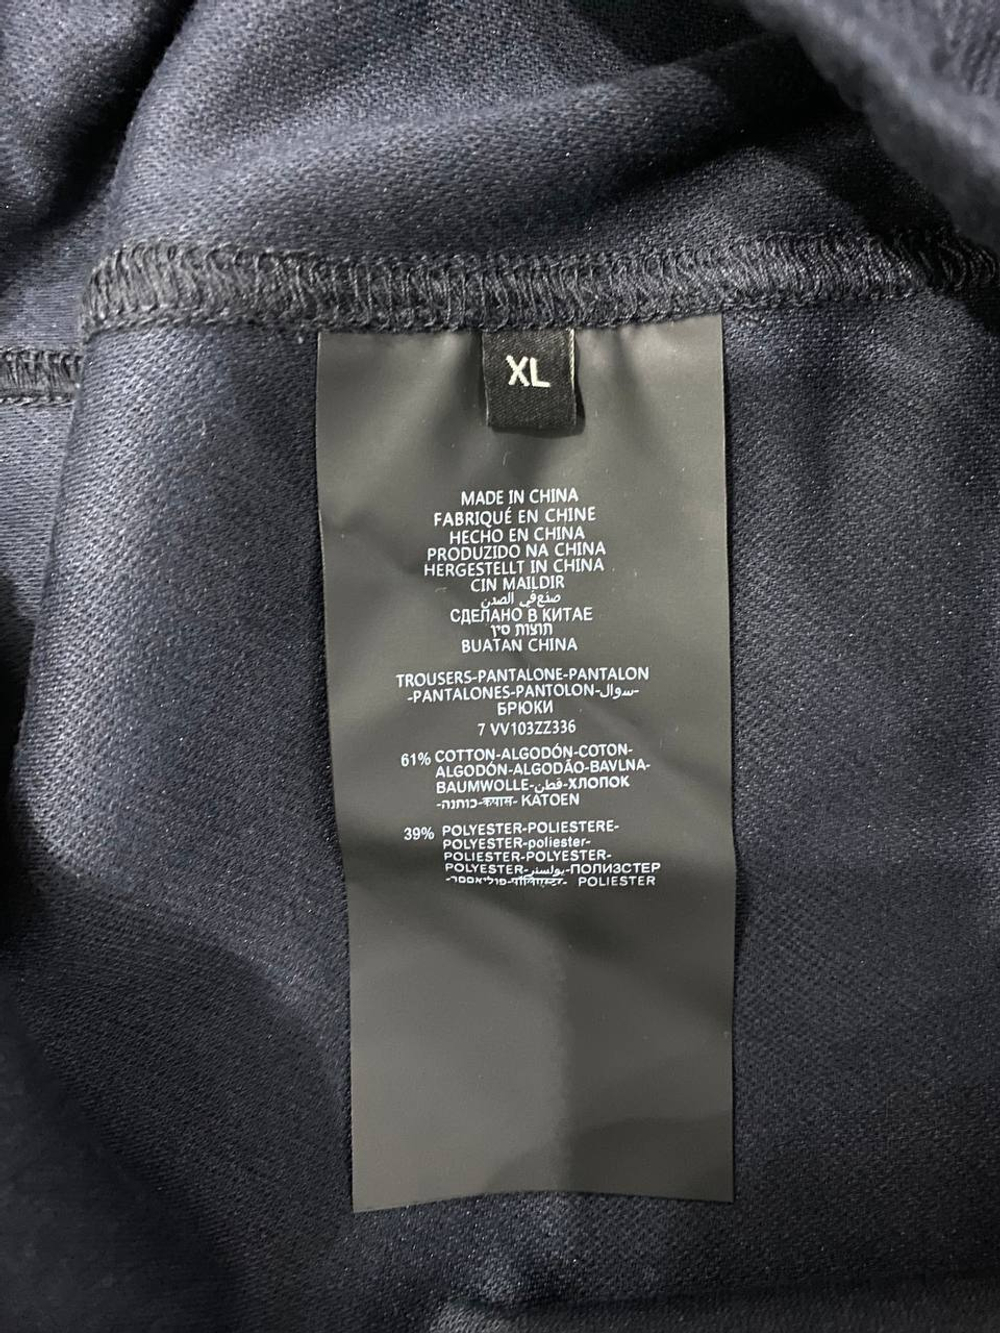 XL
MADE IN CHINA
FABRIQUÉ EN CHINE
HECHO EN CHINA
PRODUZIDO NA CHINA
HERGESTELLT IN CHINA
CIN MAILDIR
صنع في الصين
СДЕЛАНО В КИТАЕ
תוצות סין
BUATAN CHINA
TROUSERS-PANTALONE-PANTALON
-PANTALONES-PANTOLON-سروال-
БРЮКИ
7 VV103ZZ336
61% COTTON-ALGODÓN-COTON-
ALGODÓN-ALGODÃO-BAVLNA-
BAUMWOLLE-قطن-ХЛОПОК
-כותנה-कपास- KATOEN
39% POLYESTER-POLIESTERE-
POLYESTER-poliester-
POLIESTER-POLYESTER-
POLYESTER-بولستر-ПОЛИЭСТЕР
POLIESTER